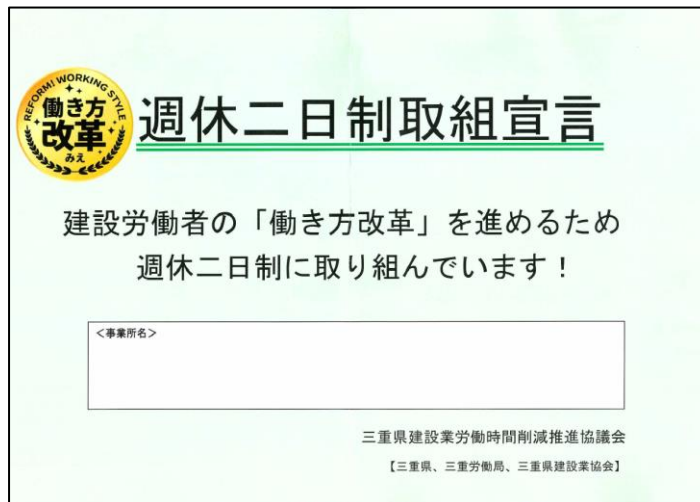 REFORM! WORKING STYLE
働き方
改革
みえ
週休二日制取組宣言
建設労働者の「働き方改革」を進めるため
週休二日制に取り組んでいます！
＜事業所名＞
三重県建設業労働時間削減推進協議会
【三重県、三重労働局、三重県建設業協会】